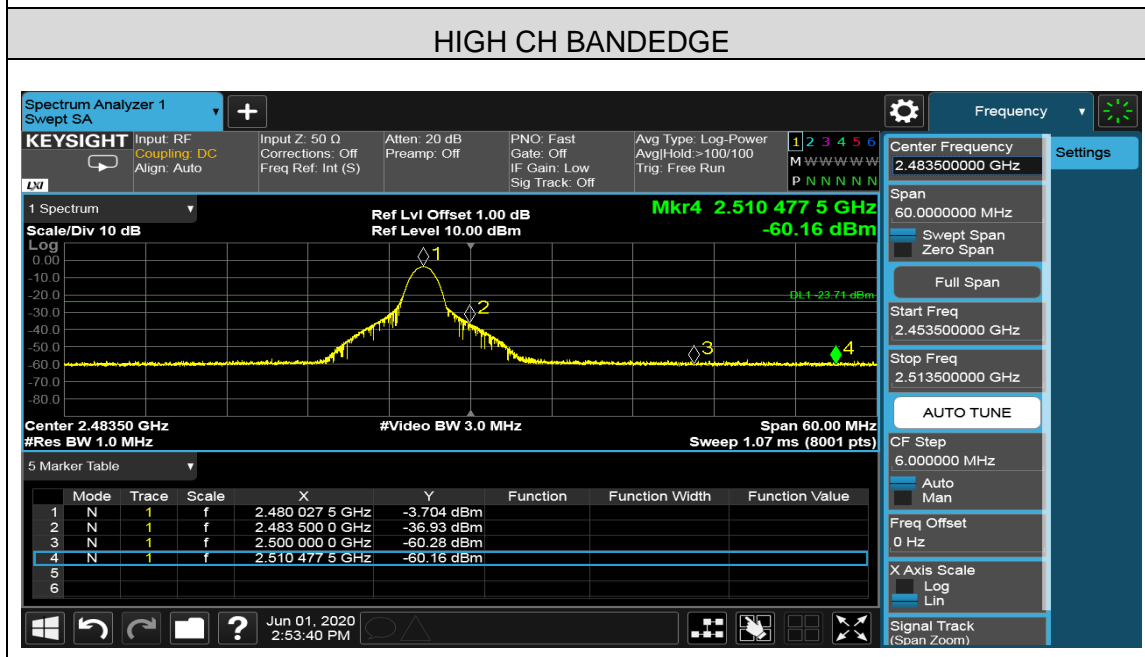 HIGH CH BANDEDGE
Spectrum Analyzer 1
Swept SA
+
Frequency
KEYSIGHT
LXI
Input: RF
Coupling: DC
Align: Auto
Input Z: 50 Ω
Corrections: Off
Freq Ref: Int (S)
Atten: 20 dB
Preamp: Off
PNO: Fast
Gate: Off
IF Gain: Low
Sig Track: Off
Avg Type: Log-Power
Avg|Hold:>100/100
Trig: Free Run
1 2 3 4 5 6
M W W W W W
P N N N N N
1 Spectrum
Scale/Div 10 dB
Ref Lvl Offset 1.00 dB
Ref Level 10.00 dBm
Mkr4 2.510 477 5 GHz
-60.16 dBm
Log
0.00
-10.0
-20.0
-30.0
-40.0
-50.0
-60.0
-70.0
-80.0
1
2
3
4
DL1 -23.71 dBm
Center 2.48350 GHz
#Res BW 1.0 MHz
#Video BW 3.0 MHz
Span 60.00 MHz
Sweep 1.07 ms (8001 pts)
5 Marker Table
Mode Trace Scale X Y Function Function Width Function Value
1 N 1 f 2.480 027 5 GHz -3.704 dBm
2 N 1 f 2.483 500 0 GHz -36.93 dBm
3 N 1 f 2.500 000 0 GHz -60.28 dBm
4 N 1 f 2.510 477 5 GHz -60.16 dBm
5
6
?
Jun 01, 2020
2:53:40 PM
Center Frequency
2.483500000 GHz
Settings
Span
60.0000000 MHz
Swept Span
Zero Span
Full Span
Start Freq
2.453500000 GHz
Stop Freq
2.513500000 GHz
AUTO TUNE
CF Step
6.000000 MHz
Auto
Man
Freq Offset
0 Hz
X Axis Scale
Log
Lin
Signal Track
(Span Zoom)